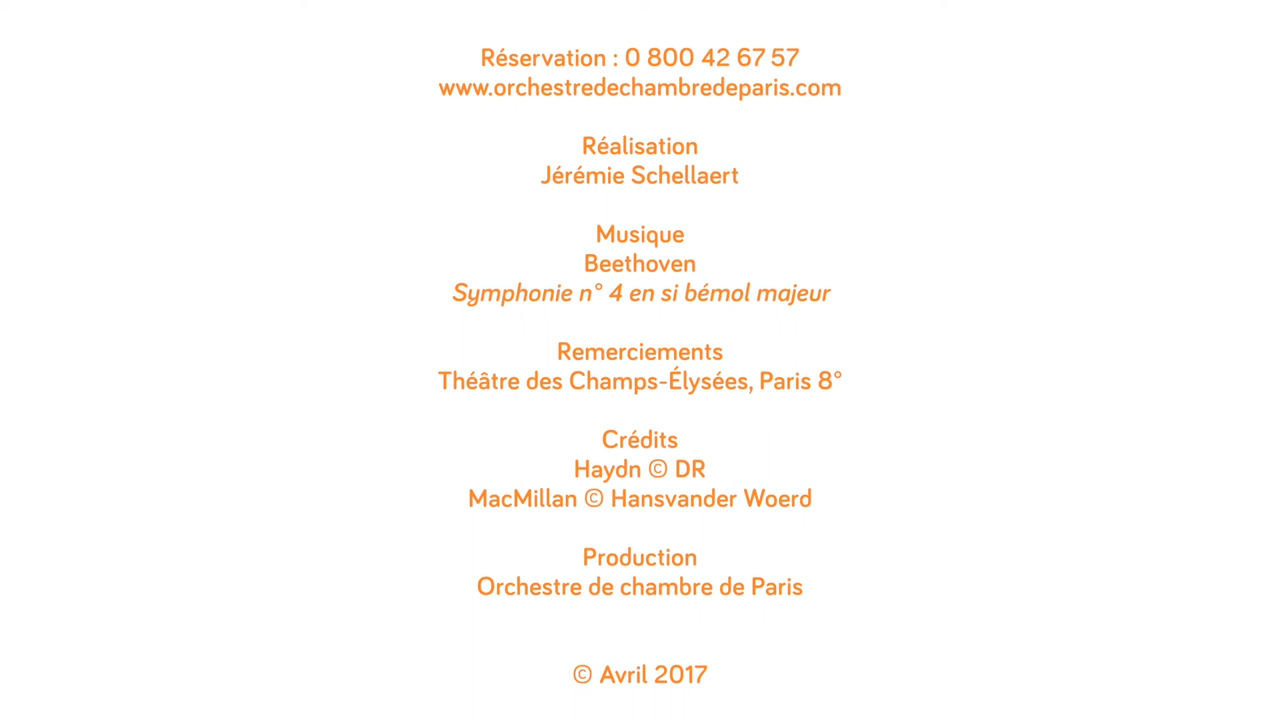 Réservation : 0 800 42 67 57
www.orchestredechambredeparis.com
Réalisation
Jérémie Schellaert
Musique
Beethoven
Symphonie n° 4 en si bémol majeur
Remerciements
Théâtre des Champs-Élysées, Paris 8°
Crédits
Haydn © DR
MacMillan © Hansvander Woerd
Production
Orchestre de chambre de Paris
© Avril 2017